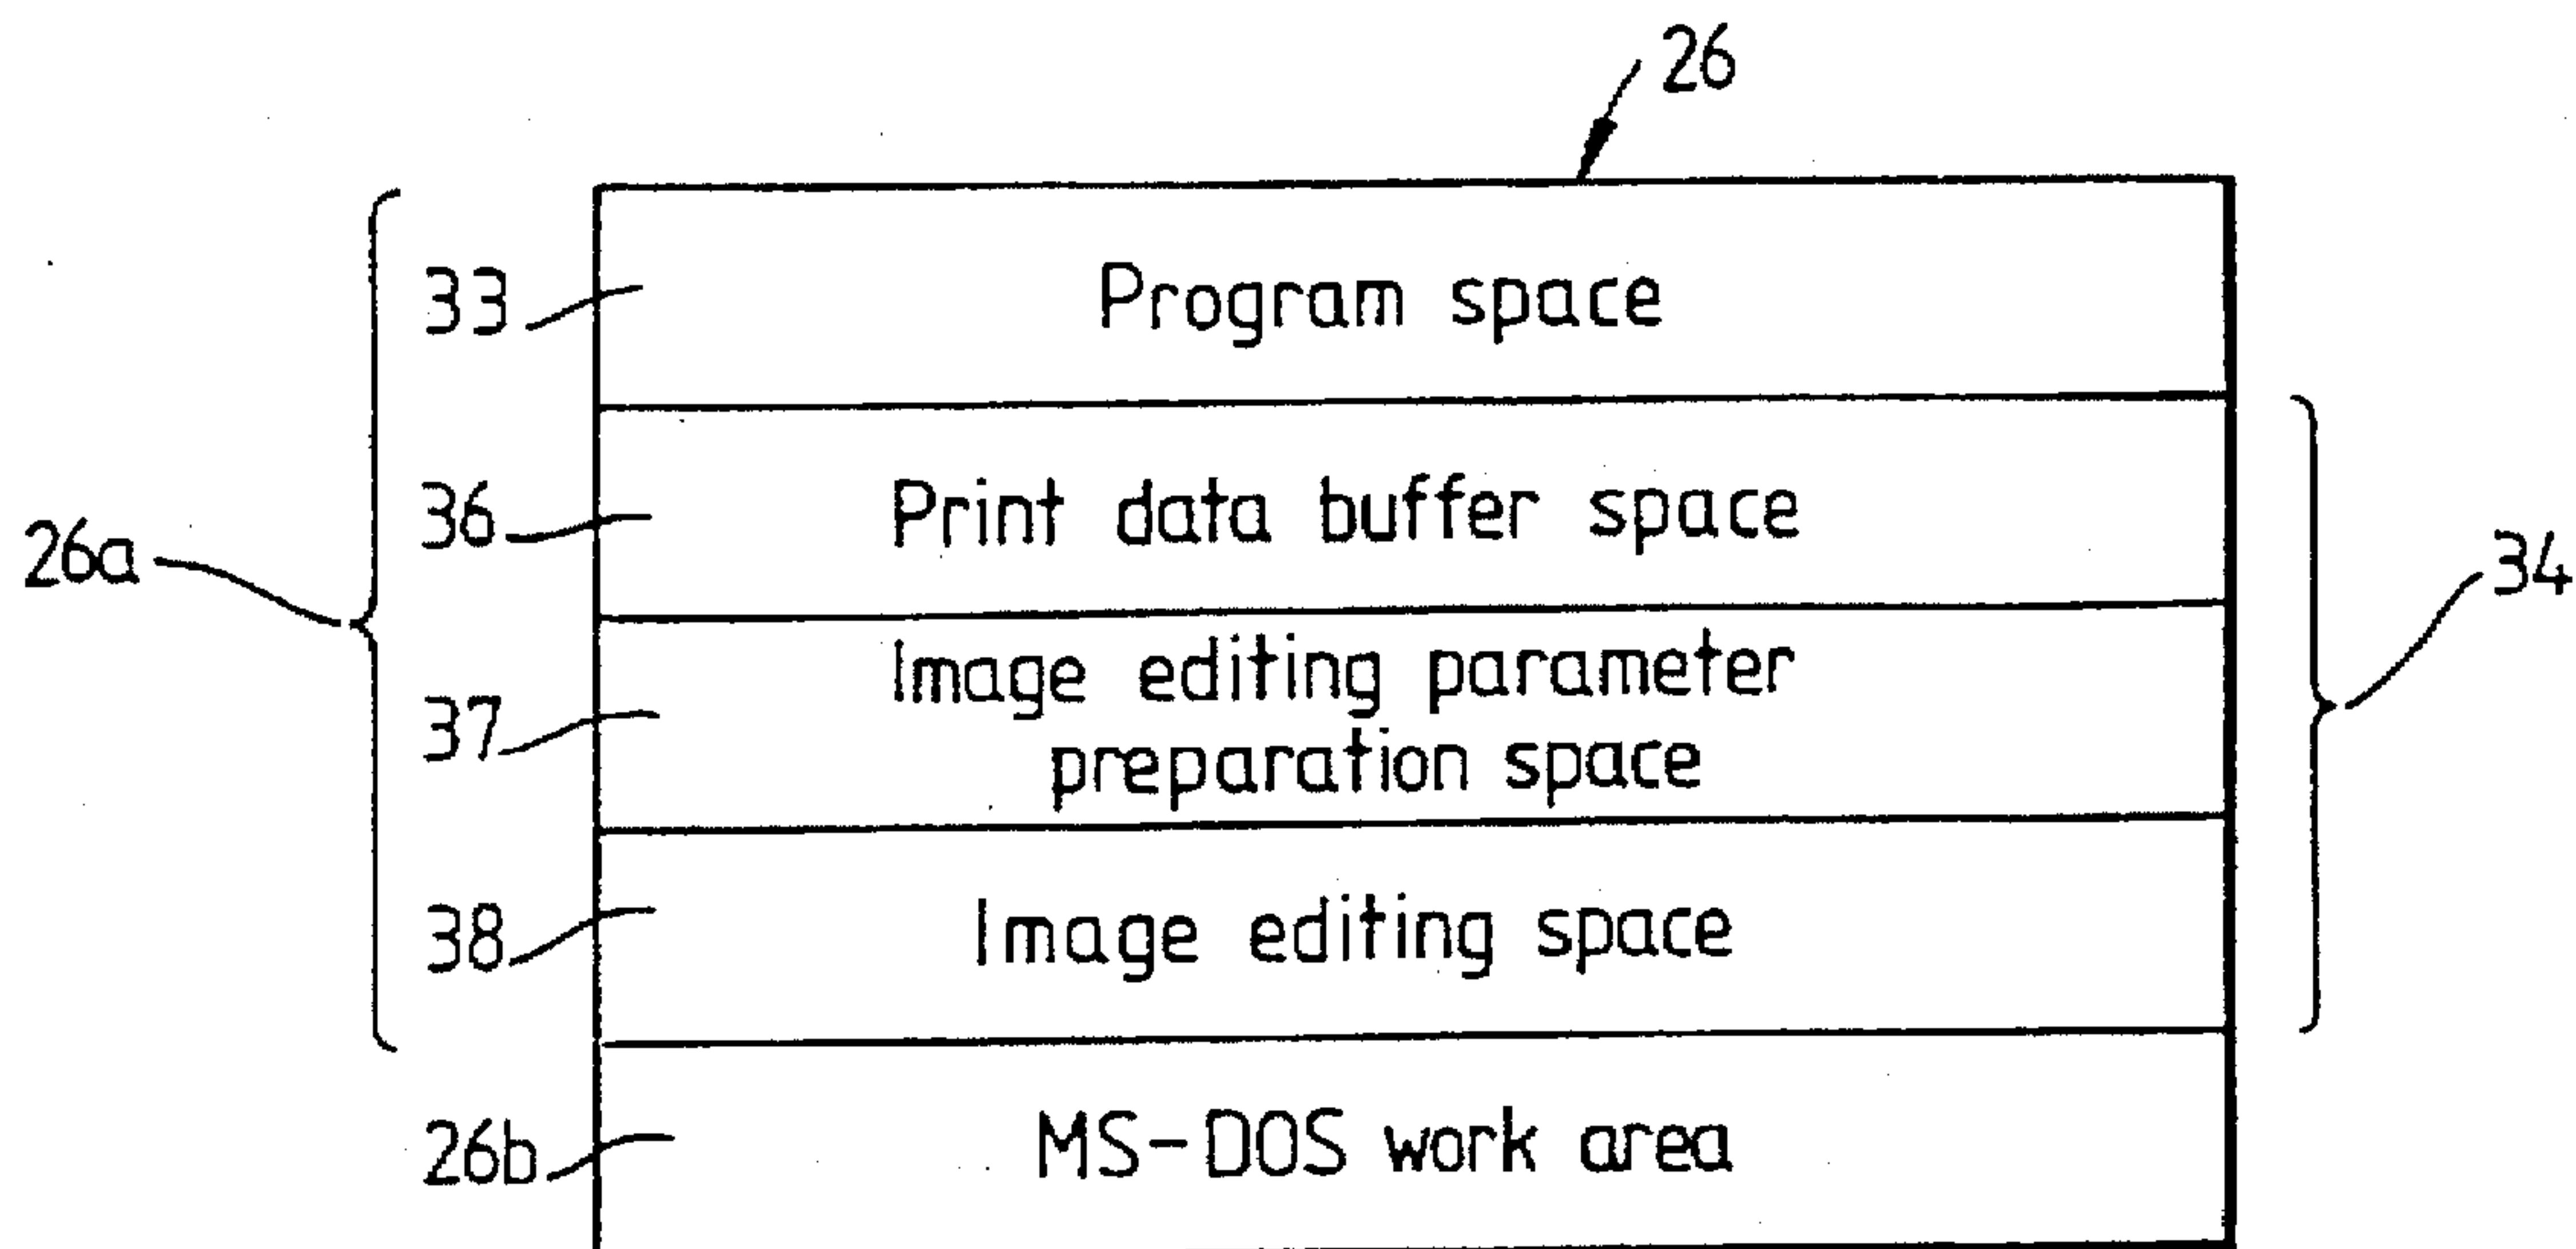 26
33 Program space
36 Print data buffer space
26a
34
Image editing parameter
37
preparation space
38 Image editing space
26b MS-DOS work area